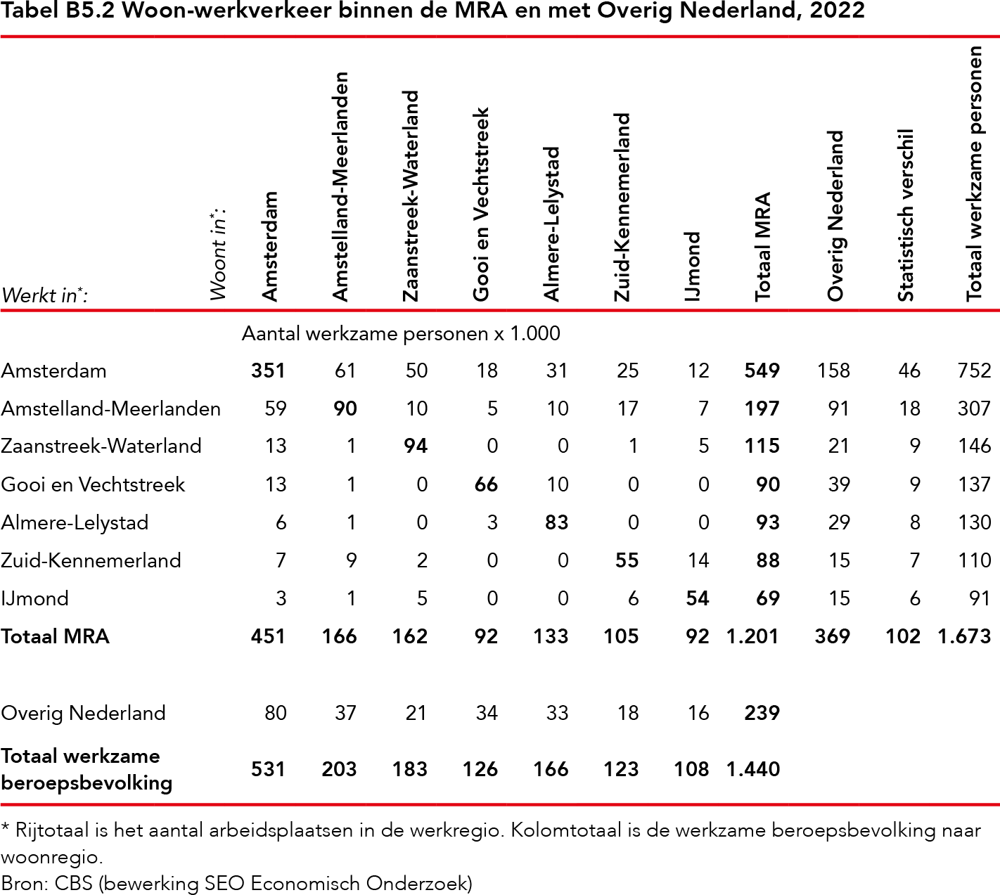 Tabel B5.2 Woon-werkverkeer binnen de MRA en met Overig Nederland, 2022
Werkt in*: Woont in*: Amsterdam Amstelland-Meerlanden Zaanstreek-Waterland Gooi en Vechtstreek Almere-Lelystad Zuid-Kennemerland IJmond Totaal MRA Overig Nederland Statistisch verschil Totaal werkzame personen
Aantal werkzame personen x 1.000
Amsterdam 351 61 50 18 31 25 12 549 158 46 752
Amstelland-Meerlanden 59 90 10 5 10 17 7 197 91 18 307
Zaanstreek-Waterland 13 1 94 0 0 1 5 115 21 9 146
Gooi en Vechtstreek 13 1 0 66 10 0 0 90 39 9 137
Almere-Lelystad 6 1 0 3 83 0 0 93 29 8 130
Zuid-Kennemerland 7 9 2 0 0 55 14 88 15 7 110
IJmond 3 1 5 0 0 6 54 69 15 6 91
Totaal MRA 451 166 162 92 133 105 92 1.201 369 102 1.673
Overig Nederland 80 37 21 34 33 18 16 239
Totaal werkzame
beroepsbevolking 531 203 183 126 166 123 108 1.440
* Rijtotaal is het aantal arbeidsplaatsen in de werkregio. Kolomtotaal is de werkzame beroepsbevolking naar
woonregio.
Bron: CBS (bewerking SEO Economisch Onderzoek)